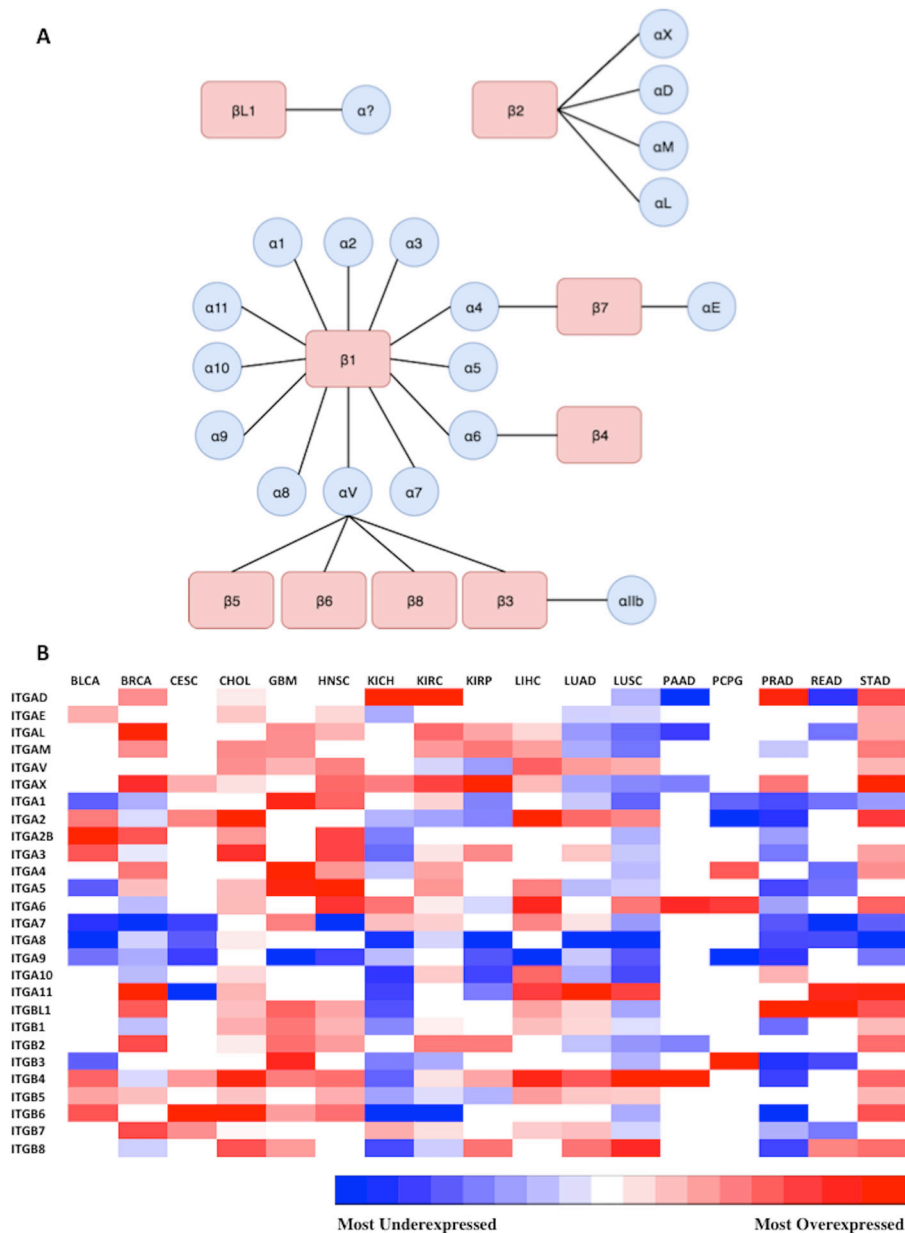 A
βL1 α? β2 αX
αD
αM
αL
α1 α2 α3
α11 α4 β7 αE
β1
α10 α5
α9 α6 β4
α8 αV α7
β5 β6 β8 β3 αIIb
B
BLCA BRCA CESC CHOL GBM HNSC KICH KIRC KIRP LIHC LUAD LUSC PAAD PCPG PRAD READ STAD
ITGAD
ITGAE
ITGAL
ITGAM
ITGAV
ITGAX
ITGA1
ITGA2
ITGA2B
ITGA3
ITGA4
ITGA5
ITGA6
ITGA7
ITGA8
ITGA9
ITGA10
ITGA11
ITGBL1
ITGB1
ITGB2
ITGB3
ITGB4
ITGB5
ITGB6
ITGB7
ITGB8
Most Underexpressed Most Overexpressed